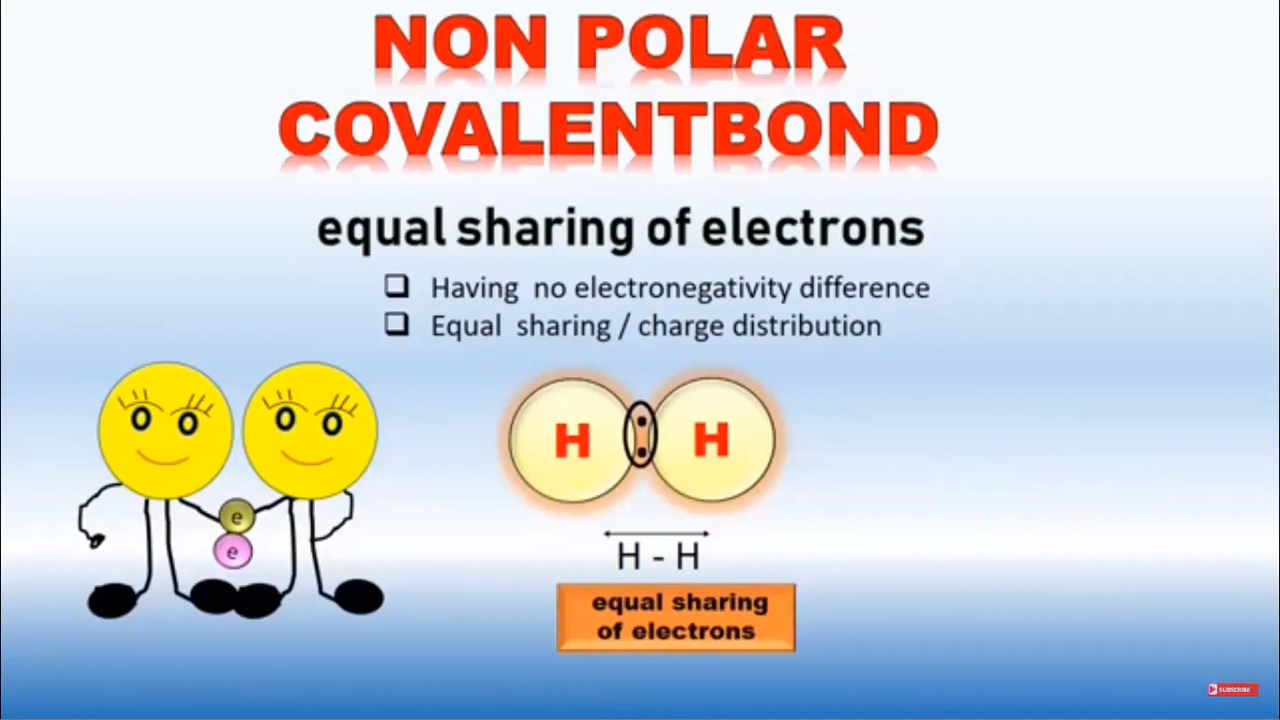 NON POLAR
COVALENTBOND
equal sharing of electrons
Having no electronegativity difference
Equal sharing / charge distribution
H H
e
e
H - H
equal sharing
of electrons
SUBSCRIBE